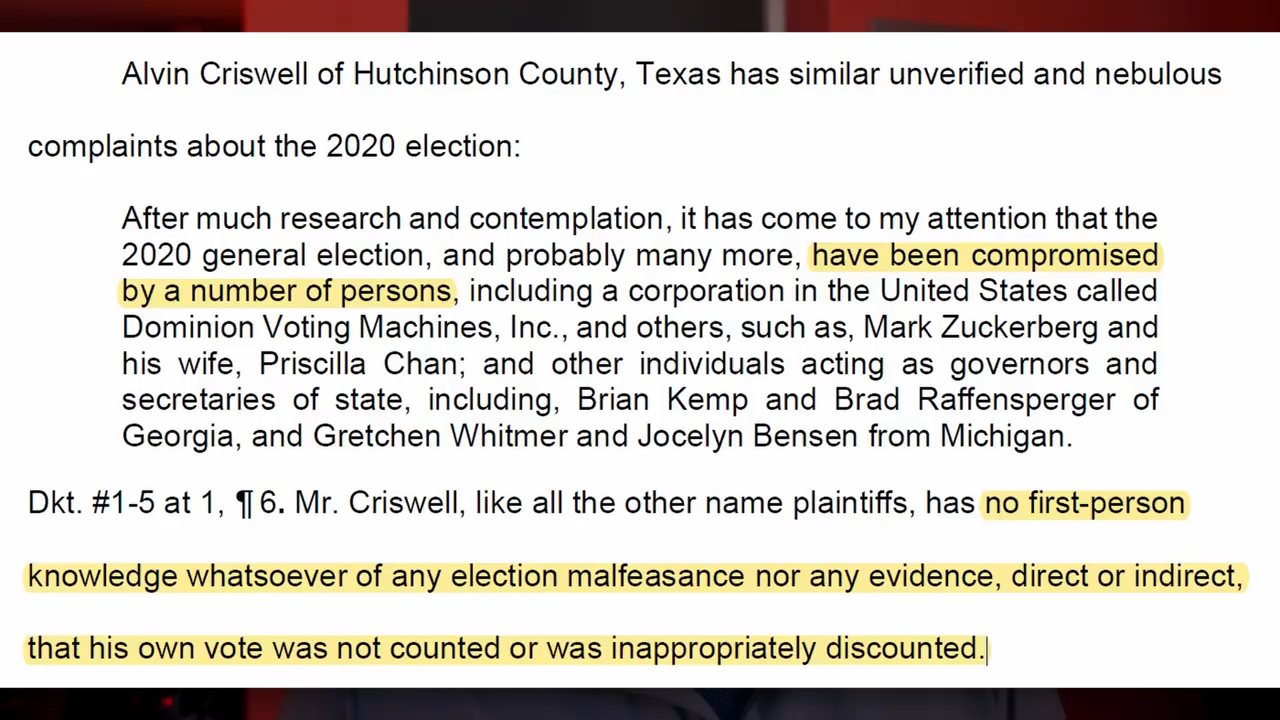 Alvin Criswell of Hutchinson County, Texas has similar unverified and nebulous
complaints about the 2020 election:
After much research and contemplation, it has come to my attention that the
2020 general election, and probably many more, have been compromised
by a number of persons, including a corporation in the United States called
Dominion Voting Machines, Inc., and others, such as, Mark Zuckerberg and
his wife, Priscilla Chan; and other individuals acting as governors and
secretaries of state, including, Brian Kemp and Brad Raffensperger of
Georgia, and Gretchen Whitmer and Jocelyn Bensen from Michigan.
Dkt. #1-5 at 1, ¶ 6. Mr. Criswell, like all the other name plaintiffs, has no first-person
knowledge whatsoever of any election malfeasance nor any evidence, direct or indirect,
that his own vote was not counted or was inappropriately discounted.